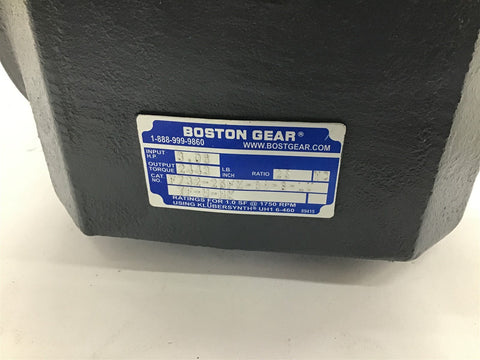 BOSTON GEAR®
1-888-999-9860 WWW.BOSTGEAR.COM
INPUT H.P.
OUTPUT TORQUE LB. INCH RATIO
CAT. NO.
RATINGS FOR 1.0 SF @ 1750 RPM
USING KLÜBERSYNTH® UH1 6-460